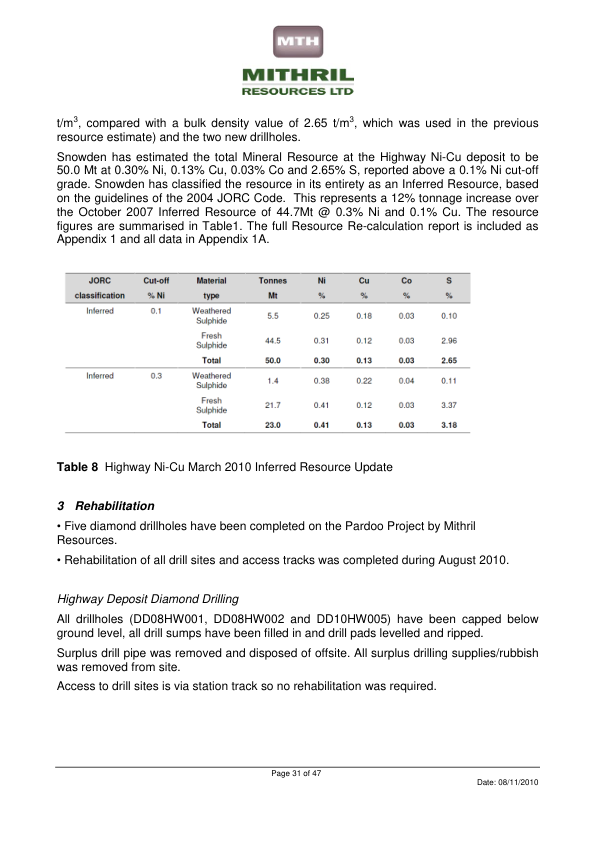 MTH
MITHRIL
RESOURCES LTD
t/m³, compared with a bulk density value of 2.65 t/m³, which was used in the previous
resource estimate) and the two new drillholes.
Snowden has estimated the total Mineral Resource at the Highway Ni-Cu deposit to be
50.0 Mt at 0.30% Ni, 0.13% Cu, 0.03% Co and 2.65% S, reported above a 0.1% Ni cut-off
grade. Snowden has classified the resource in its entirety as an Inferred Resource, based
on the guidelines of the 2004 JORC Code. This represents a 12% tonnage increase over
the October 2007 Inferred Resource of 44.7Mt @ 0.3% Ni and 0.1% Cu. The resource
figures are summarised in Table1. The full Resource Re-calculation report is included as
Appendix 1 and all data in Appendix 1A.
JORC Cut-off Material Tonnes Ni Cu Co S
classification % Ni type Mt % % % %
Inferred 0.1 Weathered
Sulphide 5.5 0.25 0.18 0.03 0.10
Fresh
Sulphide 44.5 0.31 0.12 0.03 2.96
Total 50.0 0.30 0.13 0.03 2.65
Inferred 0.3 Weathered
Sulphide 1.4 0.38 0.22 0.04 0.11
Fresh
Sulphide 21.7 0.41 0.12 0.03 3.37
Total 23.0 0.41 0.13 0.03 3.18
Table 8 Highway Ni-Cu March 2010 Inferred Resource Update
3 Rehabilitation
• Five diamond drillholes have been completed on the Pardoo Project by Mithril
Resources.
• Rehabilitation of all drill sites and access tracks was completed during August 2010.
Highway Deposit Diamond Drilling
All drillholes (DD08HW001, DD08HW002 and DD10HW005) have been capped below
ground level, all drill sumps have been filled in and drill pads levelled and ripped.
Surplus drill pipe was removed and disposed of offsite. All surplus drilling supplies/rubbish
was removed from site.
Access to drill sites is via station track so no rehabilitation was required.
Page 31 of 47
Date: 08/11/2010